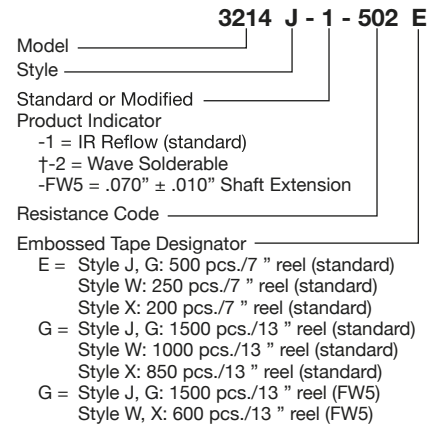 3214 J - 1 - 502 E
Model
Style
Standard or Modified
Product Indicator
-1 = IR Reflow (standard)
†-2 = Wave Solderable
-FW5 = .070" ± .010" Shaft Extension
Resistance Code
Embossed Tape Designator
E = Style J, G: 500 pcs./7 ” reel (standard)
Style W: 250 pcs./7 ” reel (standard)
Style X: 200 pcs./7 ” reel (standard)
G = Style J, G: 1500 pcs./13 ” reel (standard)
Style W: 1000 pcs./13 ” reel (standard)
Style X: 850 pcs./13 ” reel (standard)
G = Style J, G: 1500 pcs./13 ” reel (FW5)
Style W, X: 600 pcs./13 ” reel (FW5)